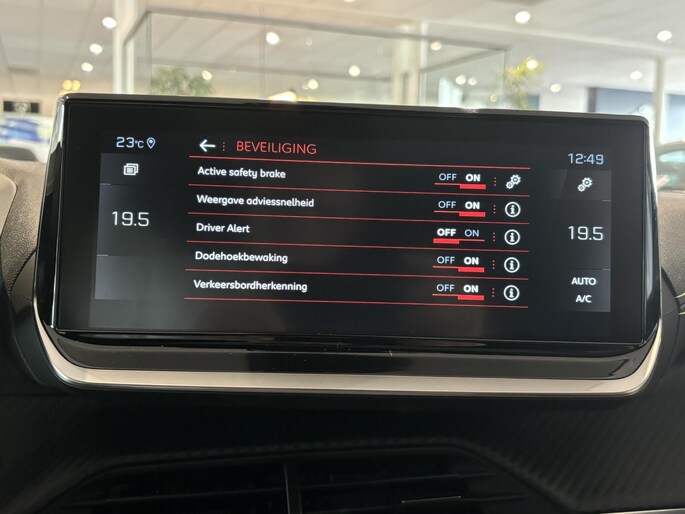 23°C
← BEVEILIGING
12:49
Active safety brake OFF ON
Weergave adviessnelheid OFF ON
19.5
Driver Alert OFF ON
19.5
Dodehoekbewaking OFF ON
AUTO
Verkeersbordherkenning OFF ON
A/C